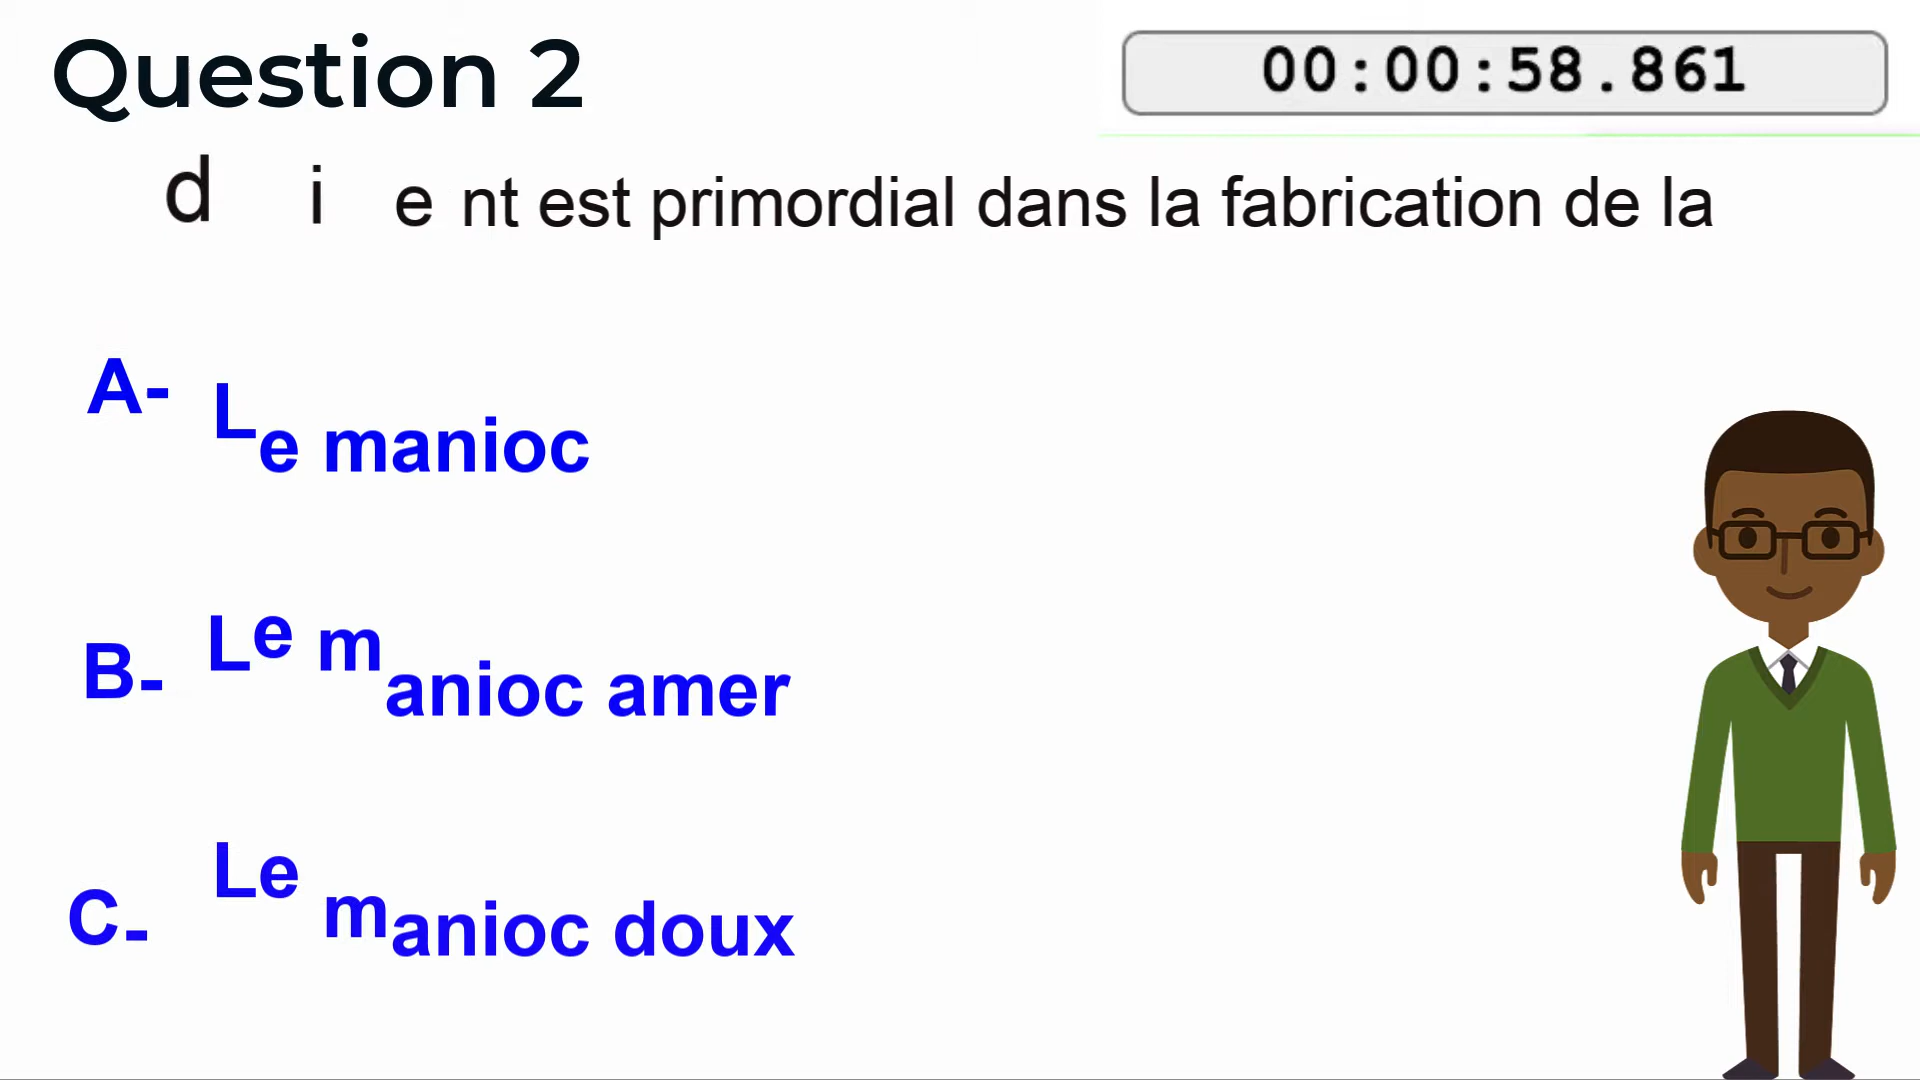 Question 2
00:00:58.861
d i e nt est primordial dans la fabrication de la
A- Le manioc
B- Le manioc amer
C- Le manioc doux